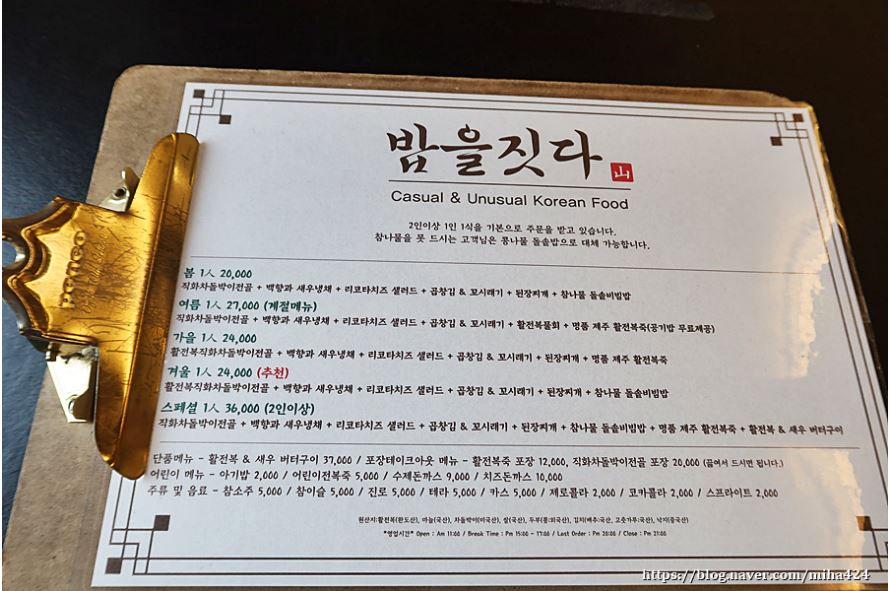 밥을짓다 山
Casual & Unusual Korean Food
2인이상 1인 1식을 기본으로 주문을 받고 있습니다.
참나물을 못 드시는 고객님은 콩나물 돌솥밥으로 대체 가능합니다.
봄 1人 20,000
직화차돌박이전골 + 백향과 새우냉채 + 리코타치즈 샐러드 + 곱창김 & 꼬시래기 + 된장찌개 + 참나물 돌솥비빔밥
여름 1人 27,000 (계절메뉴)
직화차돌박이전골 + 백향과 새우냉채 + 리코타치즈 샐러드 + 곱창김 & 꼬시래기 + 활전복물회 + 명품 제주 활전복죽(공기밥 무료제공)
가을 1人 24,000
활전복직화차돌박이전골 + 백향과 새우냉채 + 리코타치즈 샐러드 + 곱창김 & 꼬시래기 + 된장찌개 + 명품 제주 활전복죽
겨울 1人 24,000 (추천)
활전복직화차돌박이전골 + 백향과 새우냉채 + 리코타치즈 샐러드 + 곱창김 & 꼬시래기 + 된장찌개 + 참나물 돌솥비빔밥
스페셜 1人 36,000 (2인이상)
직화차돌박이전골 + 백향과 새우냉채 + 리코타치즈 샐러드 + 곱창김 & 꼬시래기 + 된장찌개 + 참나물 돌솥비빔밥 + 명품 제주 활전복죽 + 활전복 & 새우 버터구이
단품메뉴 - 활전복 & 새우 버터구이 37,000 / 포장테이크아웃 메뉴 - 활전복죽 포장 12,000, 직화차돌박이전골 포장 20,000 (끓여서 드시면 됩니다.)
어린이 메뉴 - 아기밥 2,000 / 어린이전복죽 5,000 / 수제돈까스 9,000 / 치즈돈까스 10,000
주류 및 음료 - 참소주 5,000 / 참이슬 5,000 / 진로 5,000 / 테라 5,000 / 카스 5,000 / 제로콜라 2,000 / 코카콜라 2,000 / 스프라이트 2,000
원산지:활전복(완도산), 마늘(국산), 차돌박이(미국산), 쌀(국산), 두부(콩:외국산), 김치(배추:국산, 고춧가루:국산), 낙지(중국산)
*영업시간* Open : Am 11:00 / Break Time : Pm 15:00 - 17:00 / Last Order : Pm 20:00 / Close : Pm 21:00
penco
https://blog.naver.com/miha424